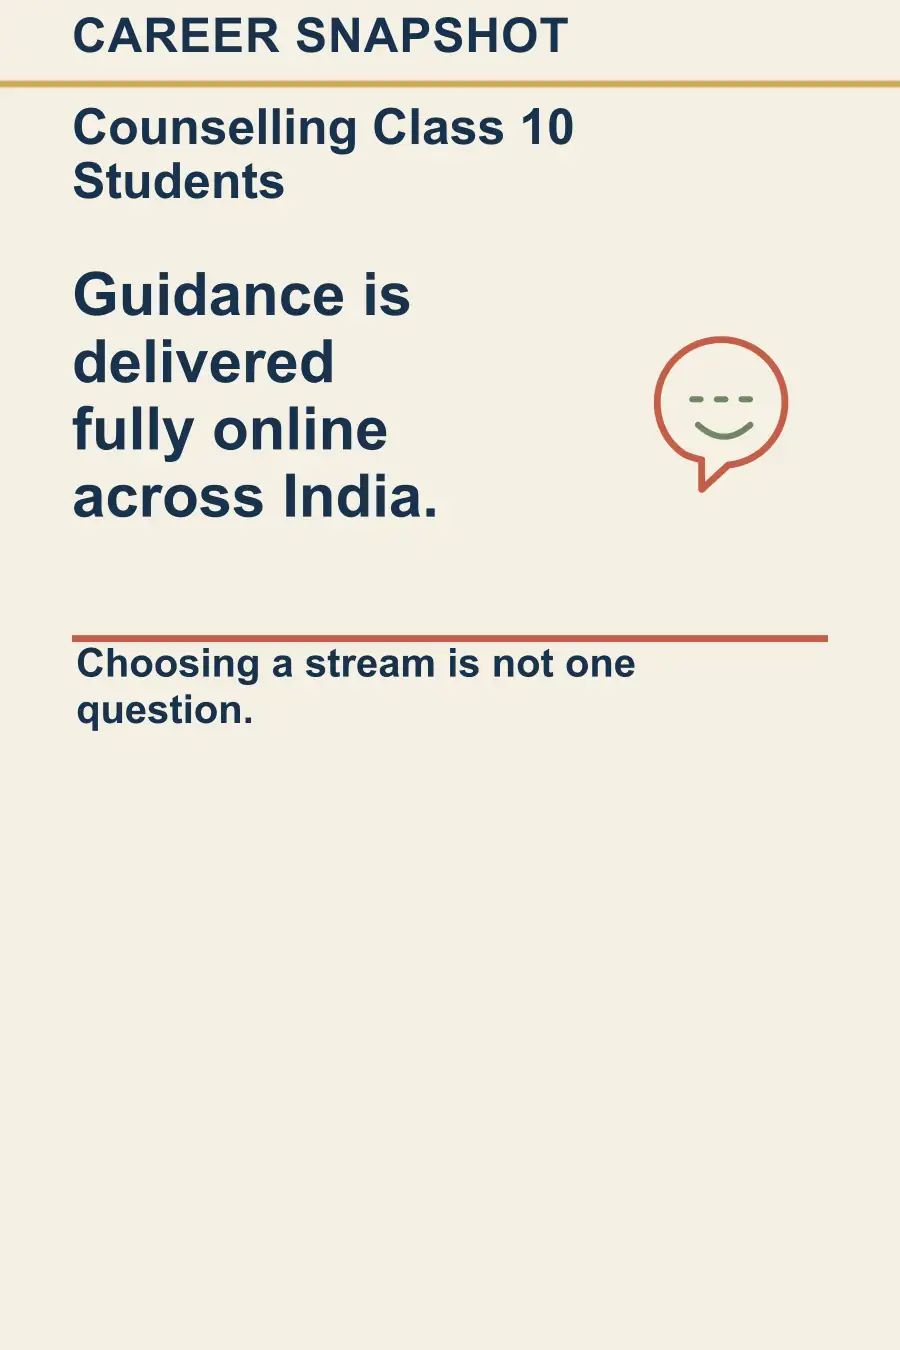 CAREER SNAPSHOT
Counselling Class 10
Students
Guidance is
delivered
fully online
across India.
Choosing a stream is not one
question.